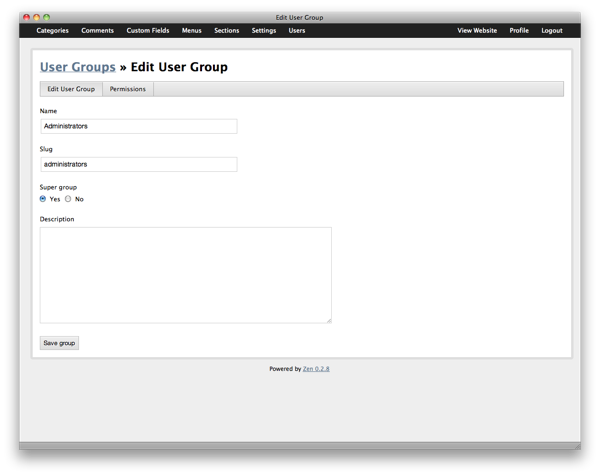 Edit User Group
Categories Comments Custom Fields Menus Sections Settings Users View Website Profile Logout
User Groups » Edit User Group
Edit User Group Permissions
Name
Administrators
Slug
administrators
Super group
Yes No
Description
Save group
Powered by Zen 0.2.8